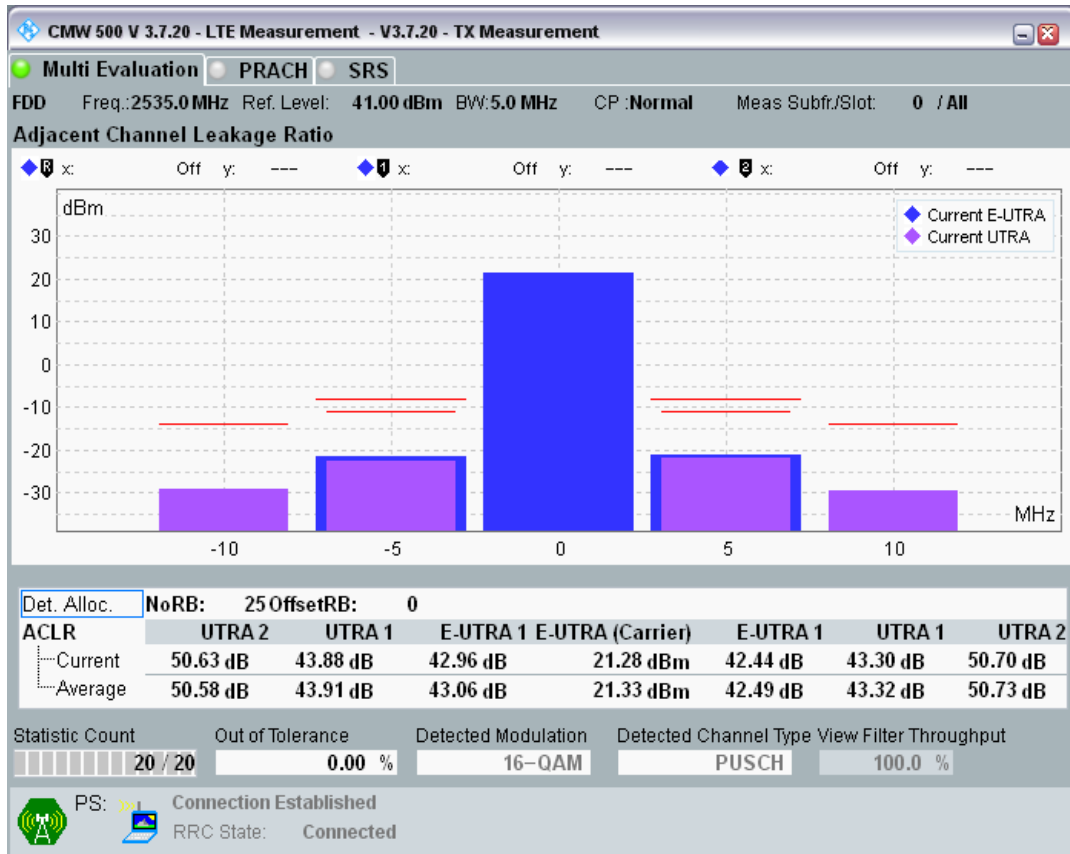 CMW 500 V 3.7.20 - LTE Measurement - V3.7.20 - TX Measurement
Multi Evaluation PRACH SRS
FDD Freq.:2535.0 MHz Ref. Level: 41.00 dBm BW:5.0 MHz CP :Normal Meas Subfr./Slot: 0 / All
Adjacent Channel Leakage Ratio
R x: Off y: --- 1 x: Off y: --- 2 x: Off y: ---
dBm
Current E-UTRA
Current UTRA
30
20
10
0
-10
-20
-30
MHz
-10 -5 0 5 10
Det. Alloc. NoRB: 25 OffsetRB: 0
ACLR UTRA 2 UTRA 1 E-UTRA 1 E-UTRA (Carrier) E-UTRA 1 UTRA 1 UTRA 2
Current 50.63 dB 43.88 dB 42.96 dB 21.28 dBm 42.44 dB 43.30 dB 50.70 dB
Average 50.58 dB 43.91 dB 43.06 dB 21.33 dBm 42.49 dB 43.32 dB 50.73 dB
Statistic Count Out of Tolerance Detected Modulation Detected Channel Type View Filter Throughput
20 / 20 0.00 % 16-QAM PUSCH 100.0 %
PS: Connection Established
RRC State: Connected